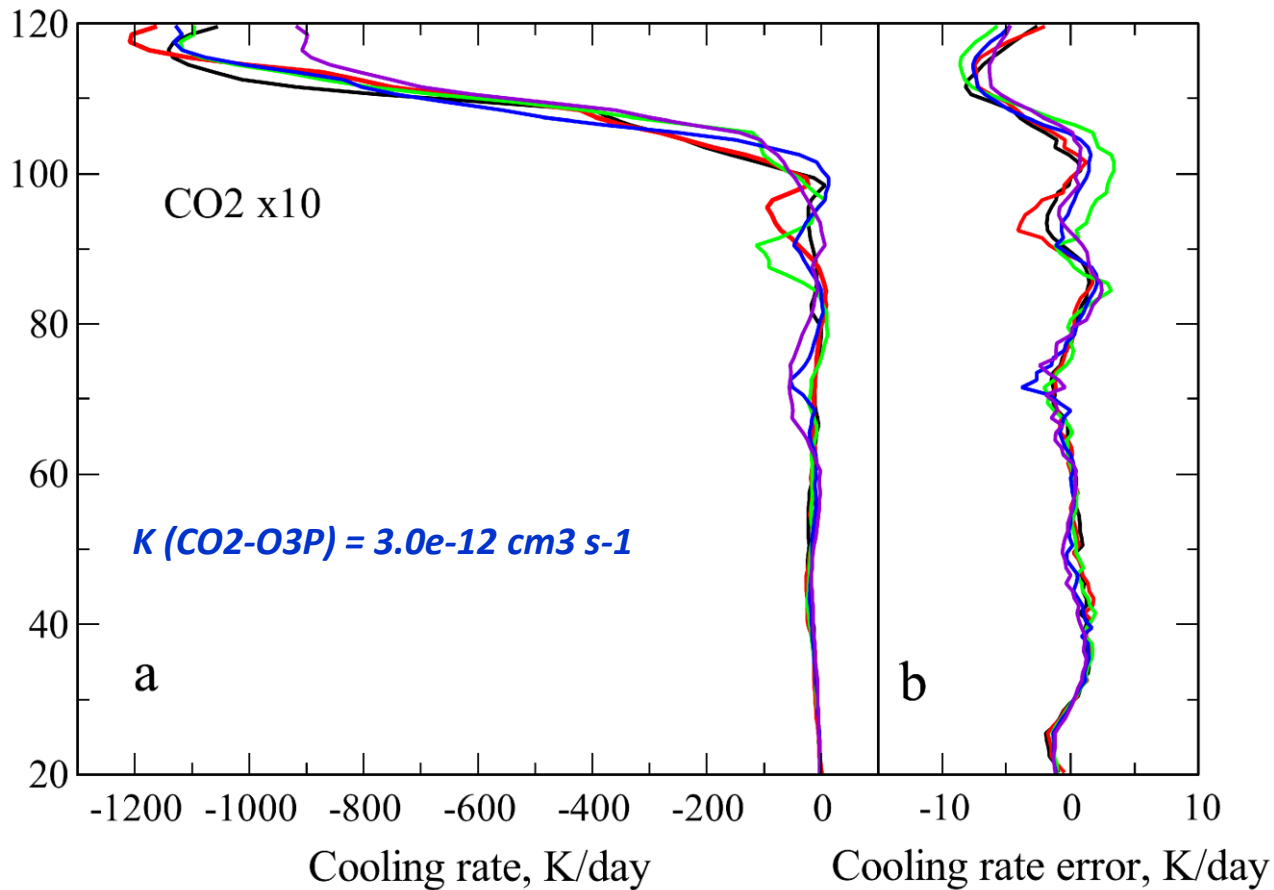 120
100
CO2 x10
80
60
K (CO2-O3P) = 3.0e-12 cm3 s-1
40
a
b
20
-1200 -1000 -800 -600 -400 -200 0 -10 0 10
Cooling rate, K/day Cooling rate error, K/day